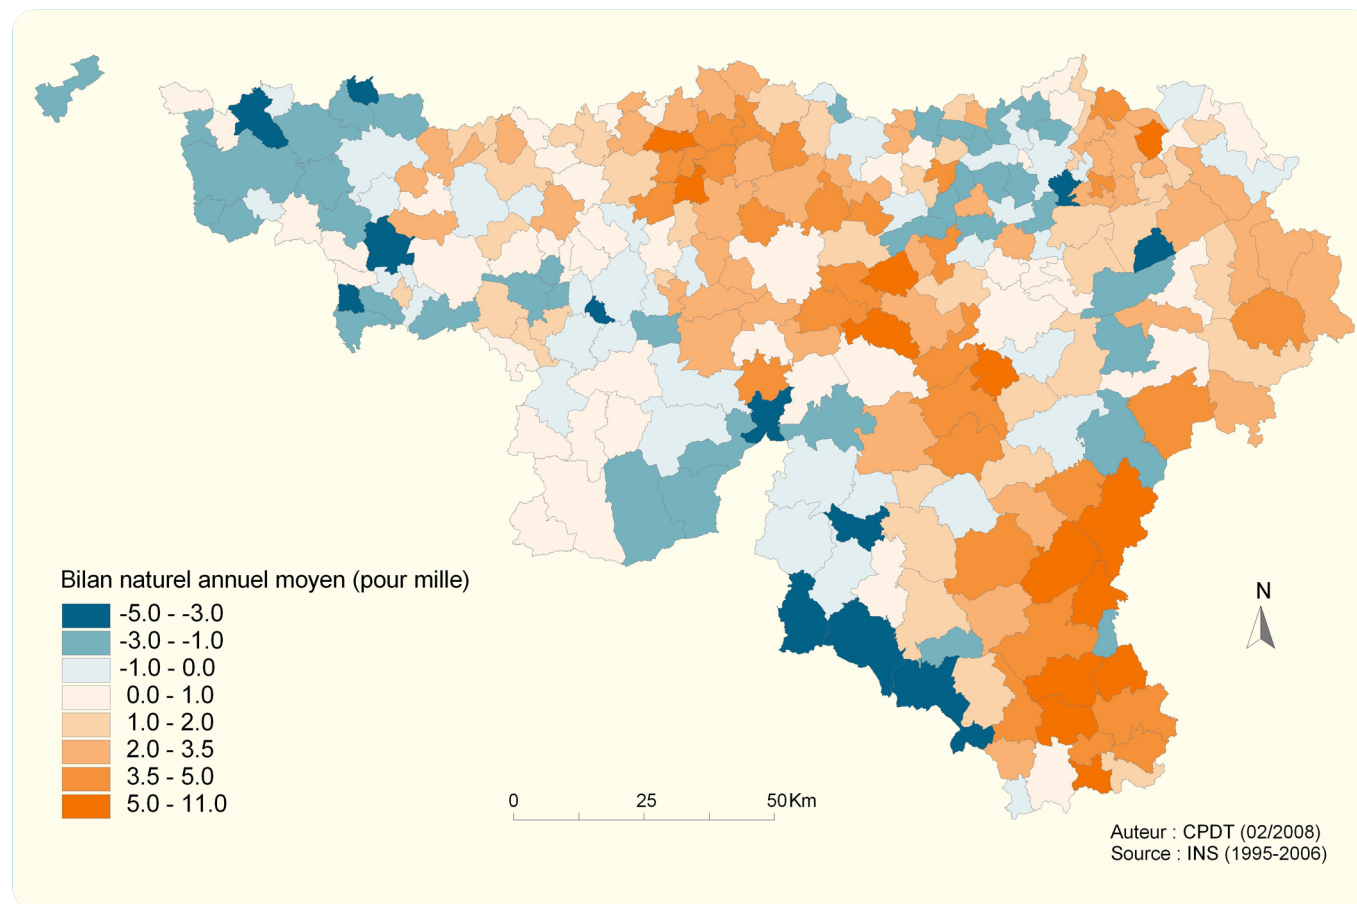 Bilan naturel annuel moyen (pour mille)
-5.0 - -3.0
-3.0 - -1.0
-1.0 - 0.0
0.0 - 1.0
1.0 - 2.0
2.0 - 3.5
3.5 - 5.0
5.0 - 11.0
N
0 25 50Km
Auteur : CPDT (02/2008)
Source : INS (1995-2006)